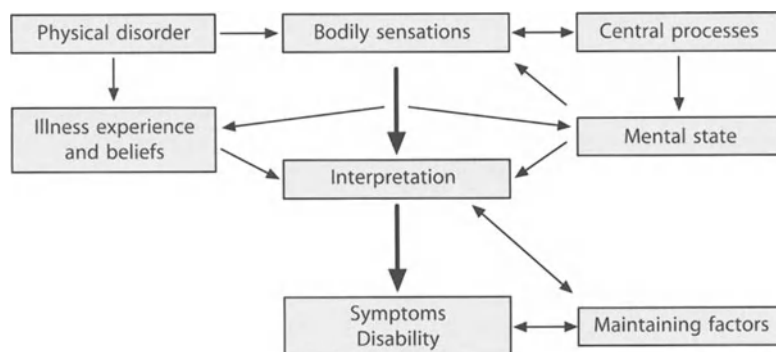 Physical disorder
Bodily sensations
Central processes
Illness experience
and beliefs
Mental state
Interpretation
Symptoms
Disability
Maintaining factors